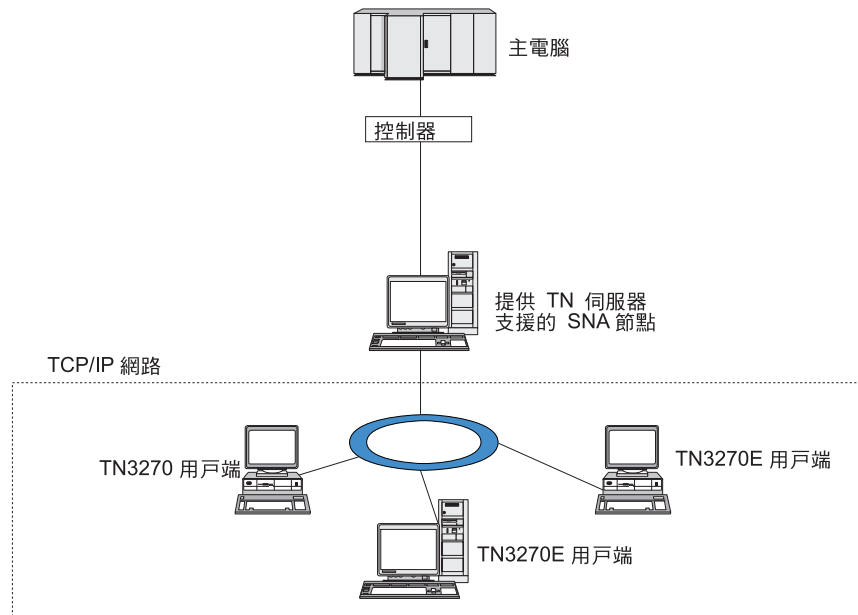 主電腦
控制器
提供 TN 伺服器
支援的 SNA 節點
TCP/IP 網路
TN3270 用戶端
TN3270E 用戶端
TN3270E 用戶端